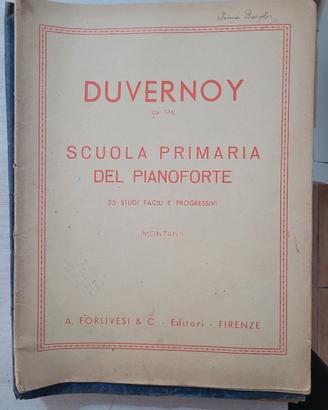 DUVERNOY
(Op. 176)
SCUOLA PRIMARIA
DEL PIANOFORTE
25 STUDI FACILI E PROGRESSIVI
(MONTANI)
A. FORLIVESI & C. - Editori - FIRENZE